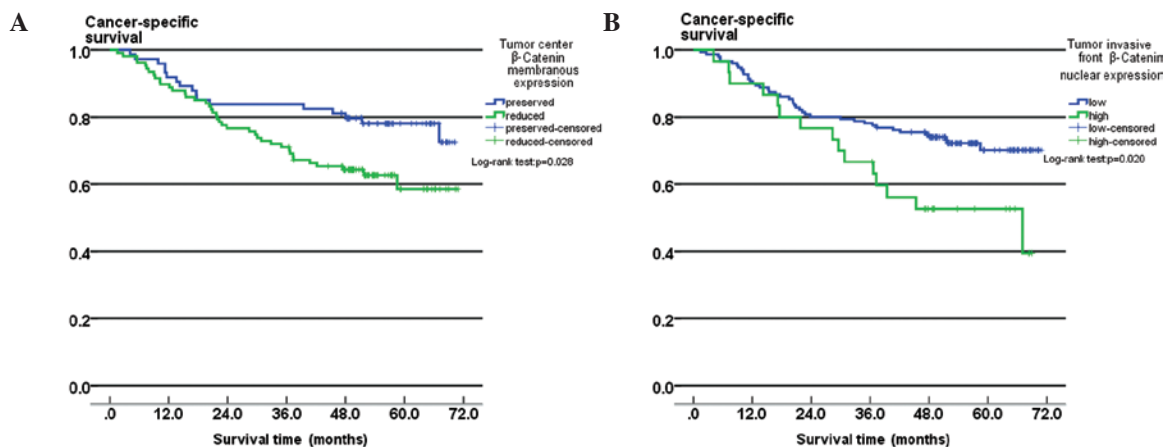 A
Cancer-specific
survival
1.0
0.8
0.6
0.4
0.2
0.0
.0 12.0 24.0 36.0 48.0 60.0 72.0
Survival time (months)
Tumor center
β-Catenin
membranous
expression
preserved
reduced
preserved-censored
reduced-censored
Log-rank test:p=0.028
B
Cancer-specific
survival
1.0
0.8
0.6
0.4
0.2
0.0
.0 12.0 24.0 36.0 48.0 60.0 72.0
Survival time (months)
Tumor invasive
front β-Catenin
nuclear expression
low
high
low-censored
high-censored
Log-rank test:p=0.020